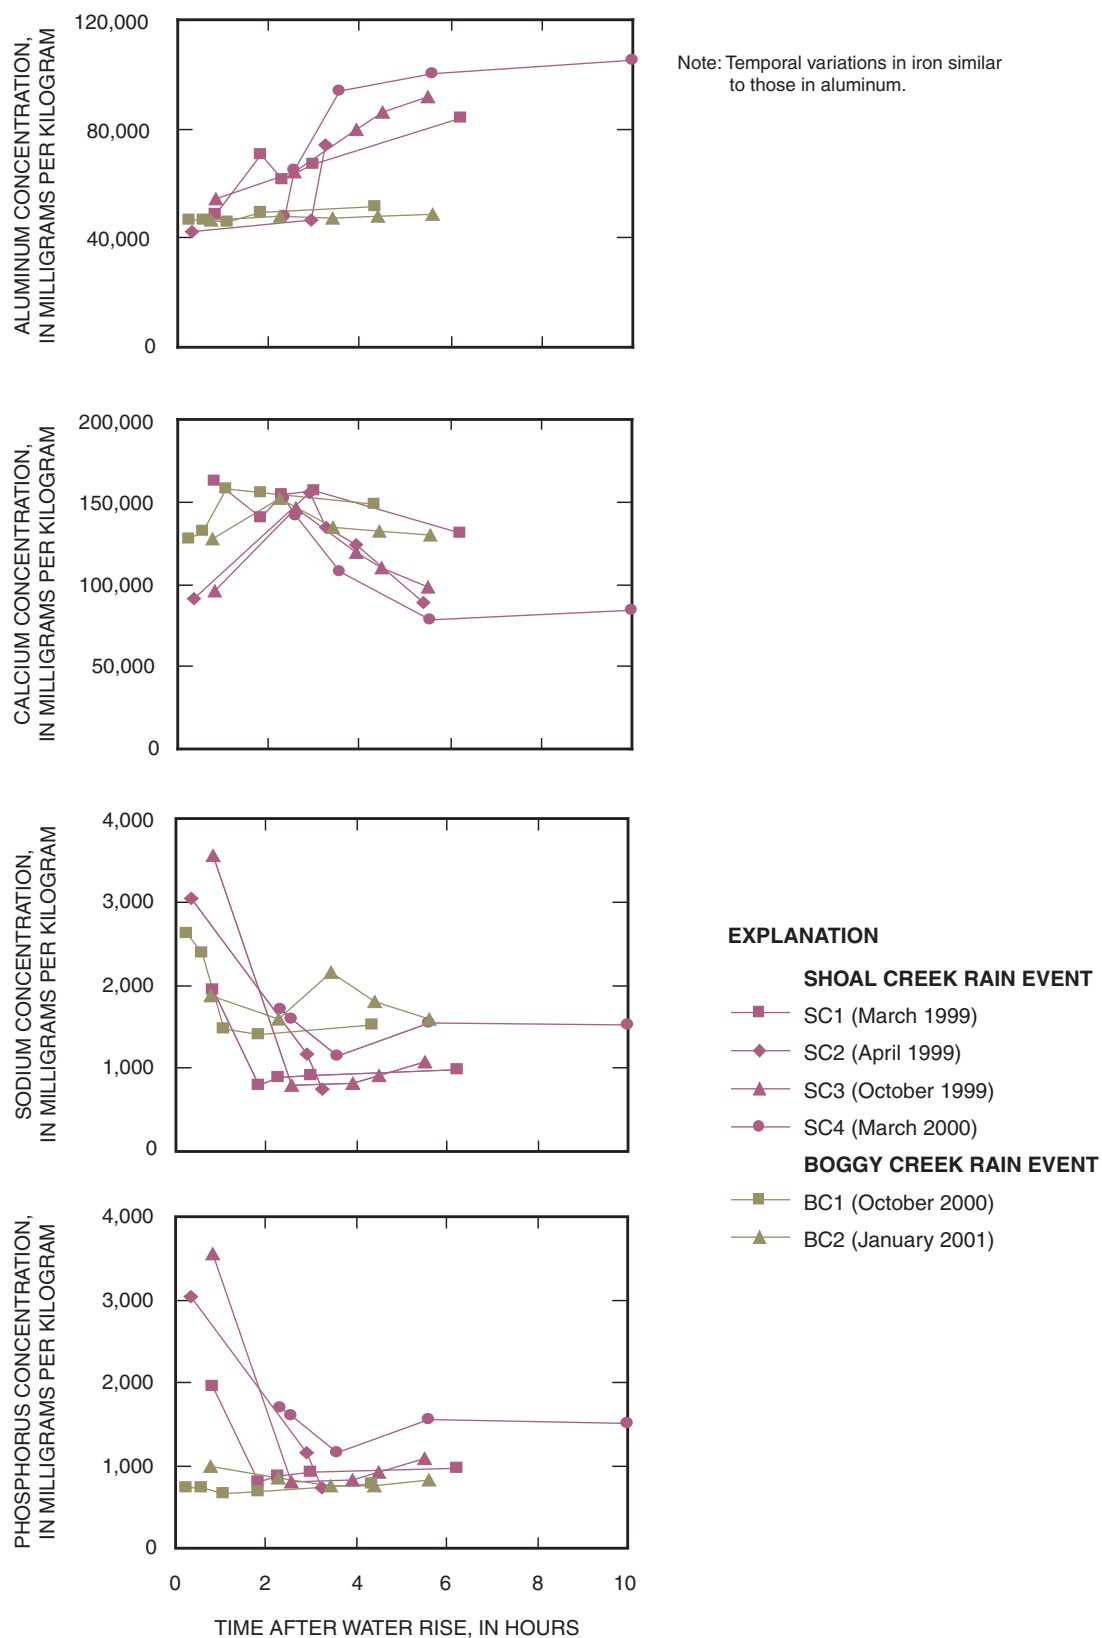 ALUMINUM CONCENTRATION,
IN MILLIGRAMS PER KILOGRAM
120,000
80,000
40,000
0
Note: Temporal variations in iron similar
to those in aluminum.
CALCIUM CONCENTRATION,
IN MILLIGRAMS PER KILOGRAM
200,000
150,000
100,000
50,000
0
SODIUM CONCENTRATION,
IN MILLIGRAMS PER KILOGRAM
4,000
3,000
2,000
1,000
0
EXPLANATION
SHOAL CREEK RAIN EVENT
SC1 (March 1999)
SC2 (April 1999)
SC3 (October 1999)
SC4 (March 2000)
BOGGY CREEK RAIN EVENT
BC1 (October 2000)
BC2 (January 2001)
PHOSPHORUS CONCENTRATION,
IN MILLIGRAMS PER KILOGRAM
4,000
3,000
2,000
1,000
0
0 2 4 6 8 10
TIME AFTER WATER RISE, IN HOURS